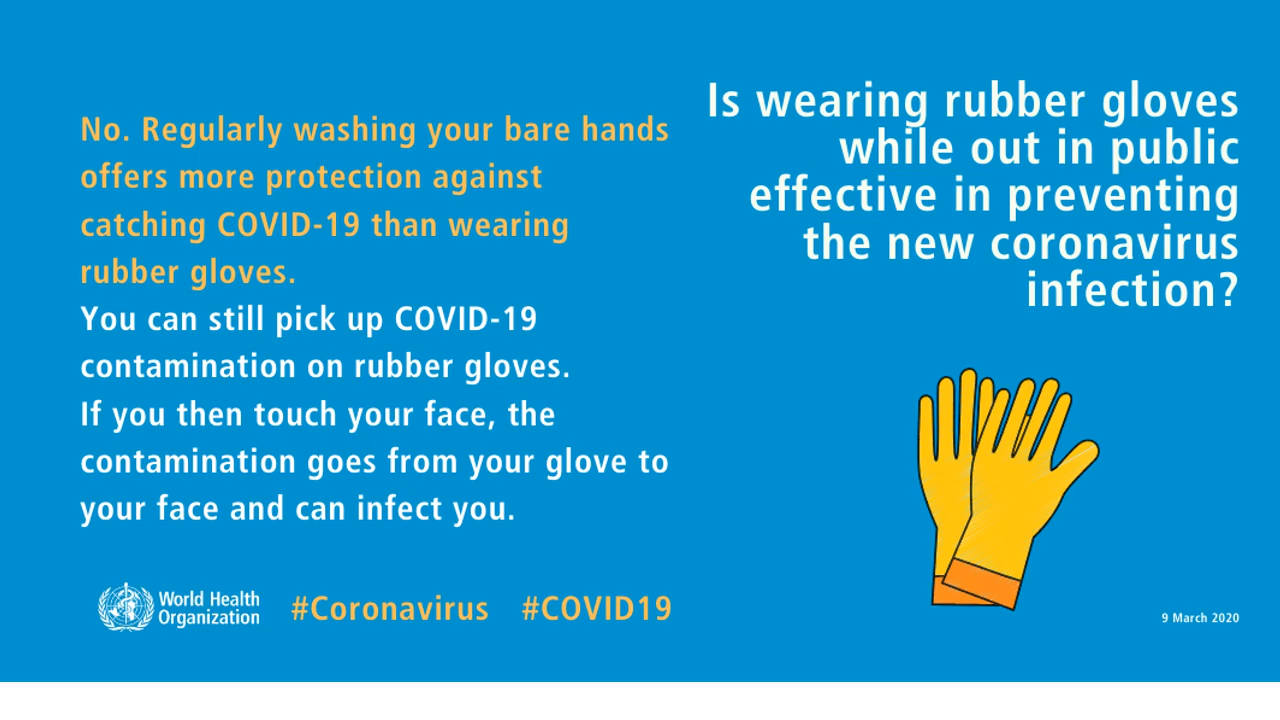 Is wearing rubber gloves
while out in public
effective in preventing
the new coronavirus
infection?
No. Regularly washing your bare hands
offers more protection against
catching COVID-19 than wearing
rubber gloves.
You can still pick up COVID-19
contamination on rubber gloves.
If you then touch your face, the
contamination goes from your glove to
your face and can infect you.
World Health
Organization
#Coronavirus #COVID19
9 March 2020